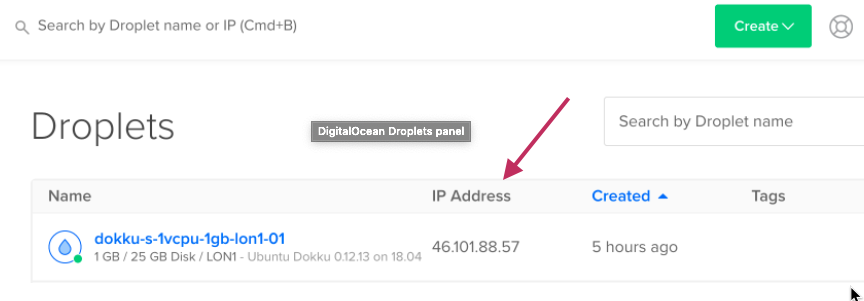 Search by Droplet name or IP (Cmd+B)
Create
Droplets
DigitalOcean Droplets panel
Search by Droplet name
Name IP Address Created Tags
dokku-s-1vcpu-1gb-lon1-01 46.101.88.57 5 hours ago
1 GB / 25 GB Disk / LON1 - Ubuntu Dokku 0.12.13 on 18.04